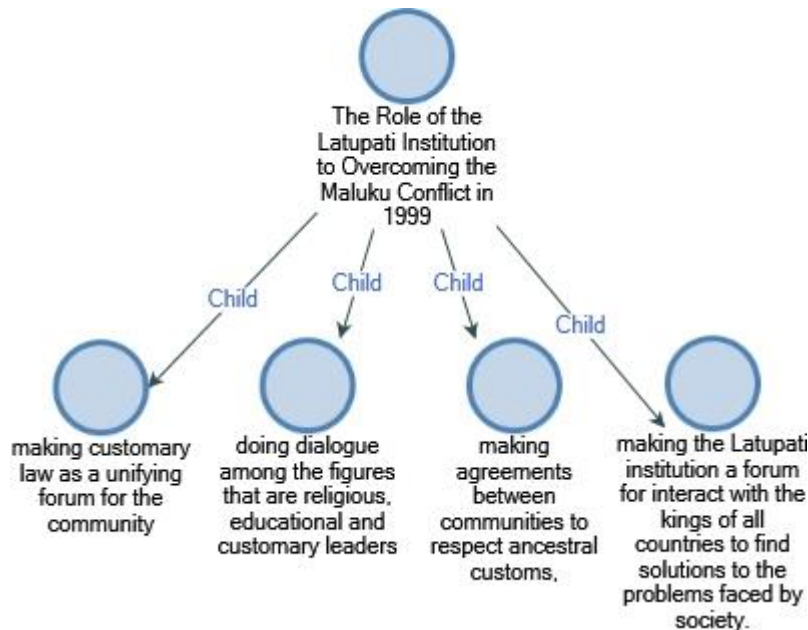 The Role of the
Latupati Institution
to Overcoming the
Maluku Conflict in
1999
Child
Child
Child
Child
making customary
law as a unifying
forum for the
community
doing dialogue
among the figures
that are religious,
educational and
customary leaders
making
agreements
between
communities to
respect ancestral
customs,
making the Latupati
institution a forum
for interact with the
kings of all
countries to find
solutions to the
problems faced by
society.